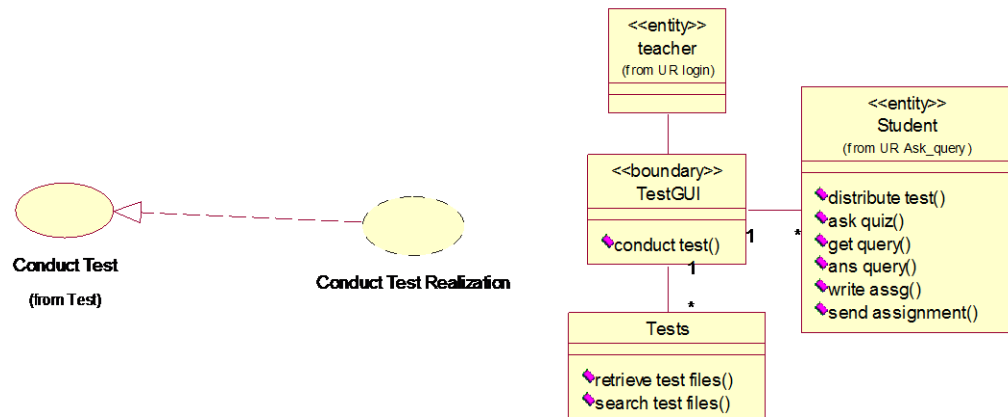 Conduct Test
(from Test)
Conduct Test Realization
<<entity>>
teacher
(from UR login)
<<boundary>>
TestGUI
conduct test()
1
*
1
*
Tests
retrieve test files()
search test files()
<<entity>>
Student
(from UR Ask_query)
distribute test()
ask quiz()
get query()
ans query()
write assg()
send assignment()